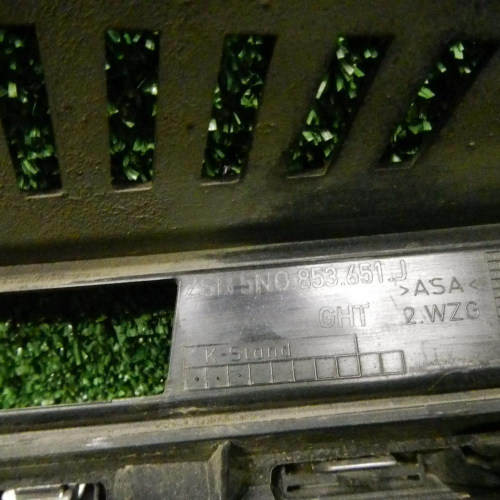 5N0.853.651.J
>ASA<
GHT 2.WZG
K-Stand